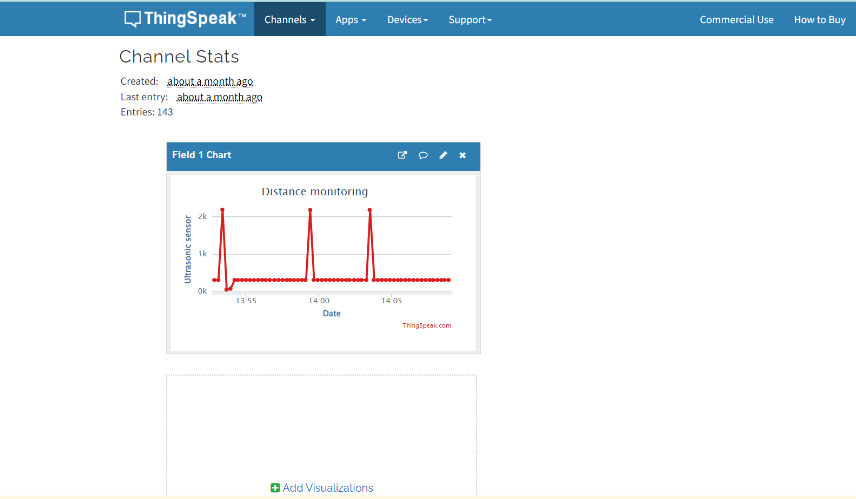 ThingSpeak™ Channels Apps Devices Support Commercial Use How to Buy
Channel Stats
Created: about a month ago
Last entry: about a month ago
Entries: 143
Field 1 Chart
Distance monitoring
Ultrasonic sensor
2k
1k
0k
13:55 14:00 14:05
Date
ThingSpeak.com
Add Visualizations